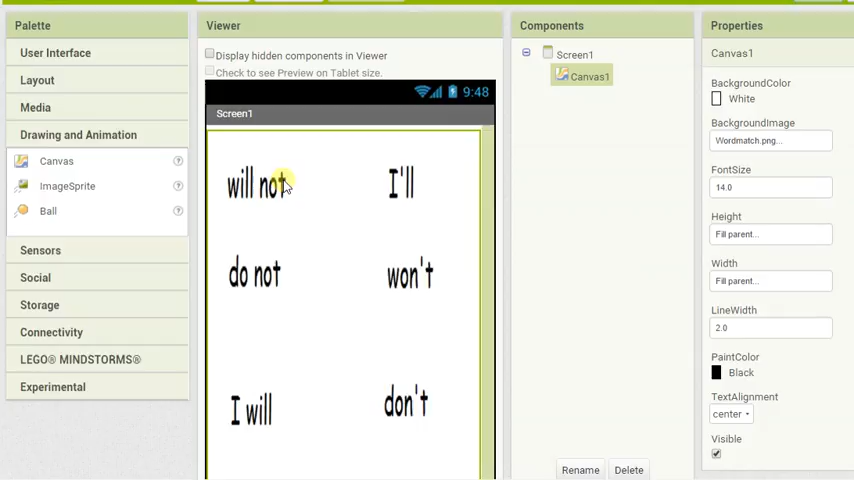 Palette
User Interface
Layout
Media
Drawing and Animation
Canvas ?
ImageSprite ?
Ball ?
Sensors
Social
Storage
Connectivity
LEGO® MINDSTORMS®
Experimental
Viewer
Display hidden components in Viewer
Check to see Preview on Tablet size.
9:48
Screen1
will not I'll
do not won't
I will don't
Components
Screen1
Canvas1
Rename Delete
Properties
Canvas1
BackgroundColor
White
BackgroundImage
Wordmatch.png...
FontSize
14.0
Height
Fill parent...
Width
Fill parent...
LineWidth
2.0
PaintColor
Black
TextAlignment
center
Visible